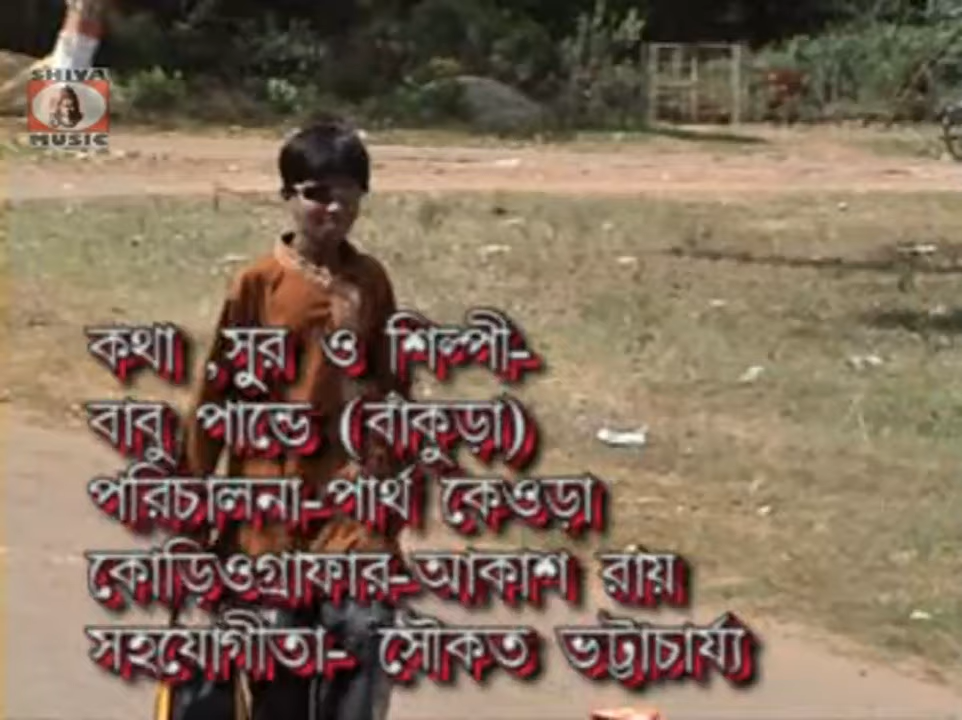 SHIVA
MUSIC
কথা ,সুর ও শিল্পী-
বাবু পান্ডে (বাঁকুড়া)
পরিচালনা-পার্থ কেওড়া
কোড়িওগ্রাফার-আকাশ রায়
সহযোগীতা- সৌকত ভট্টাচার্য্য